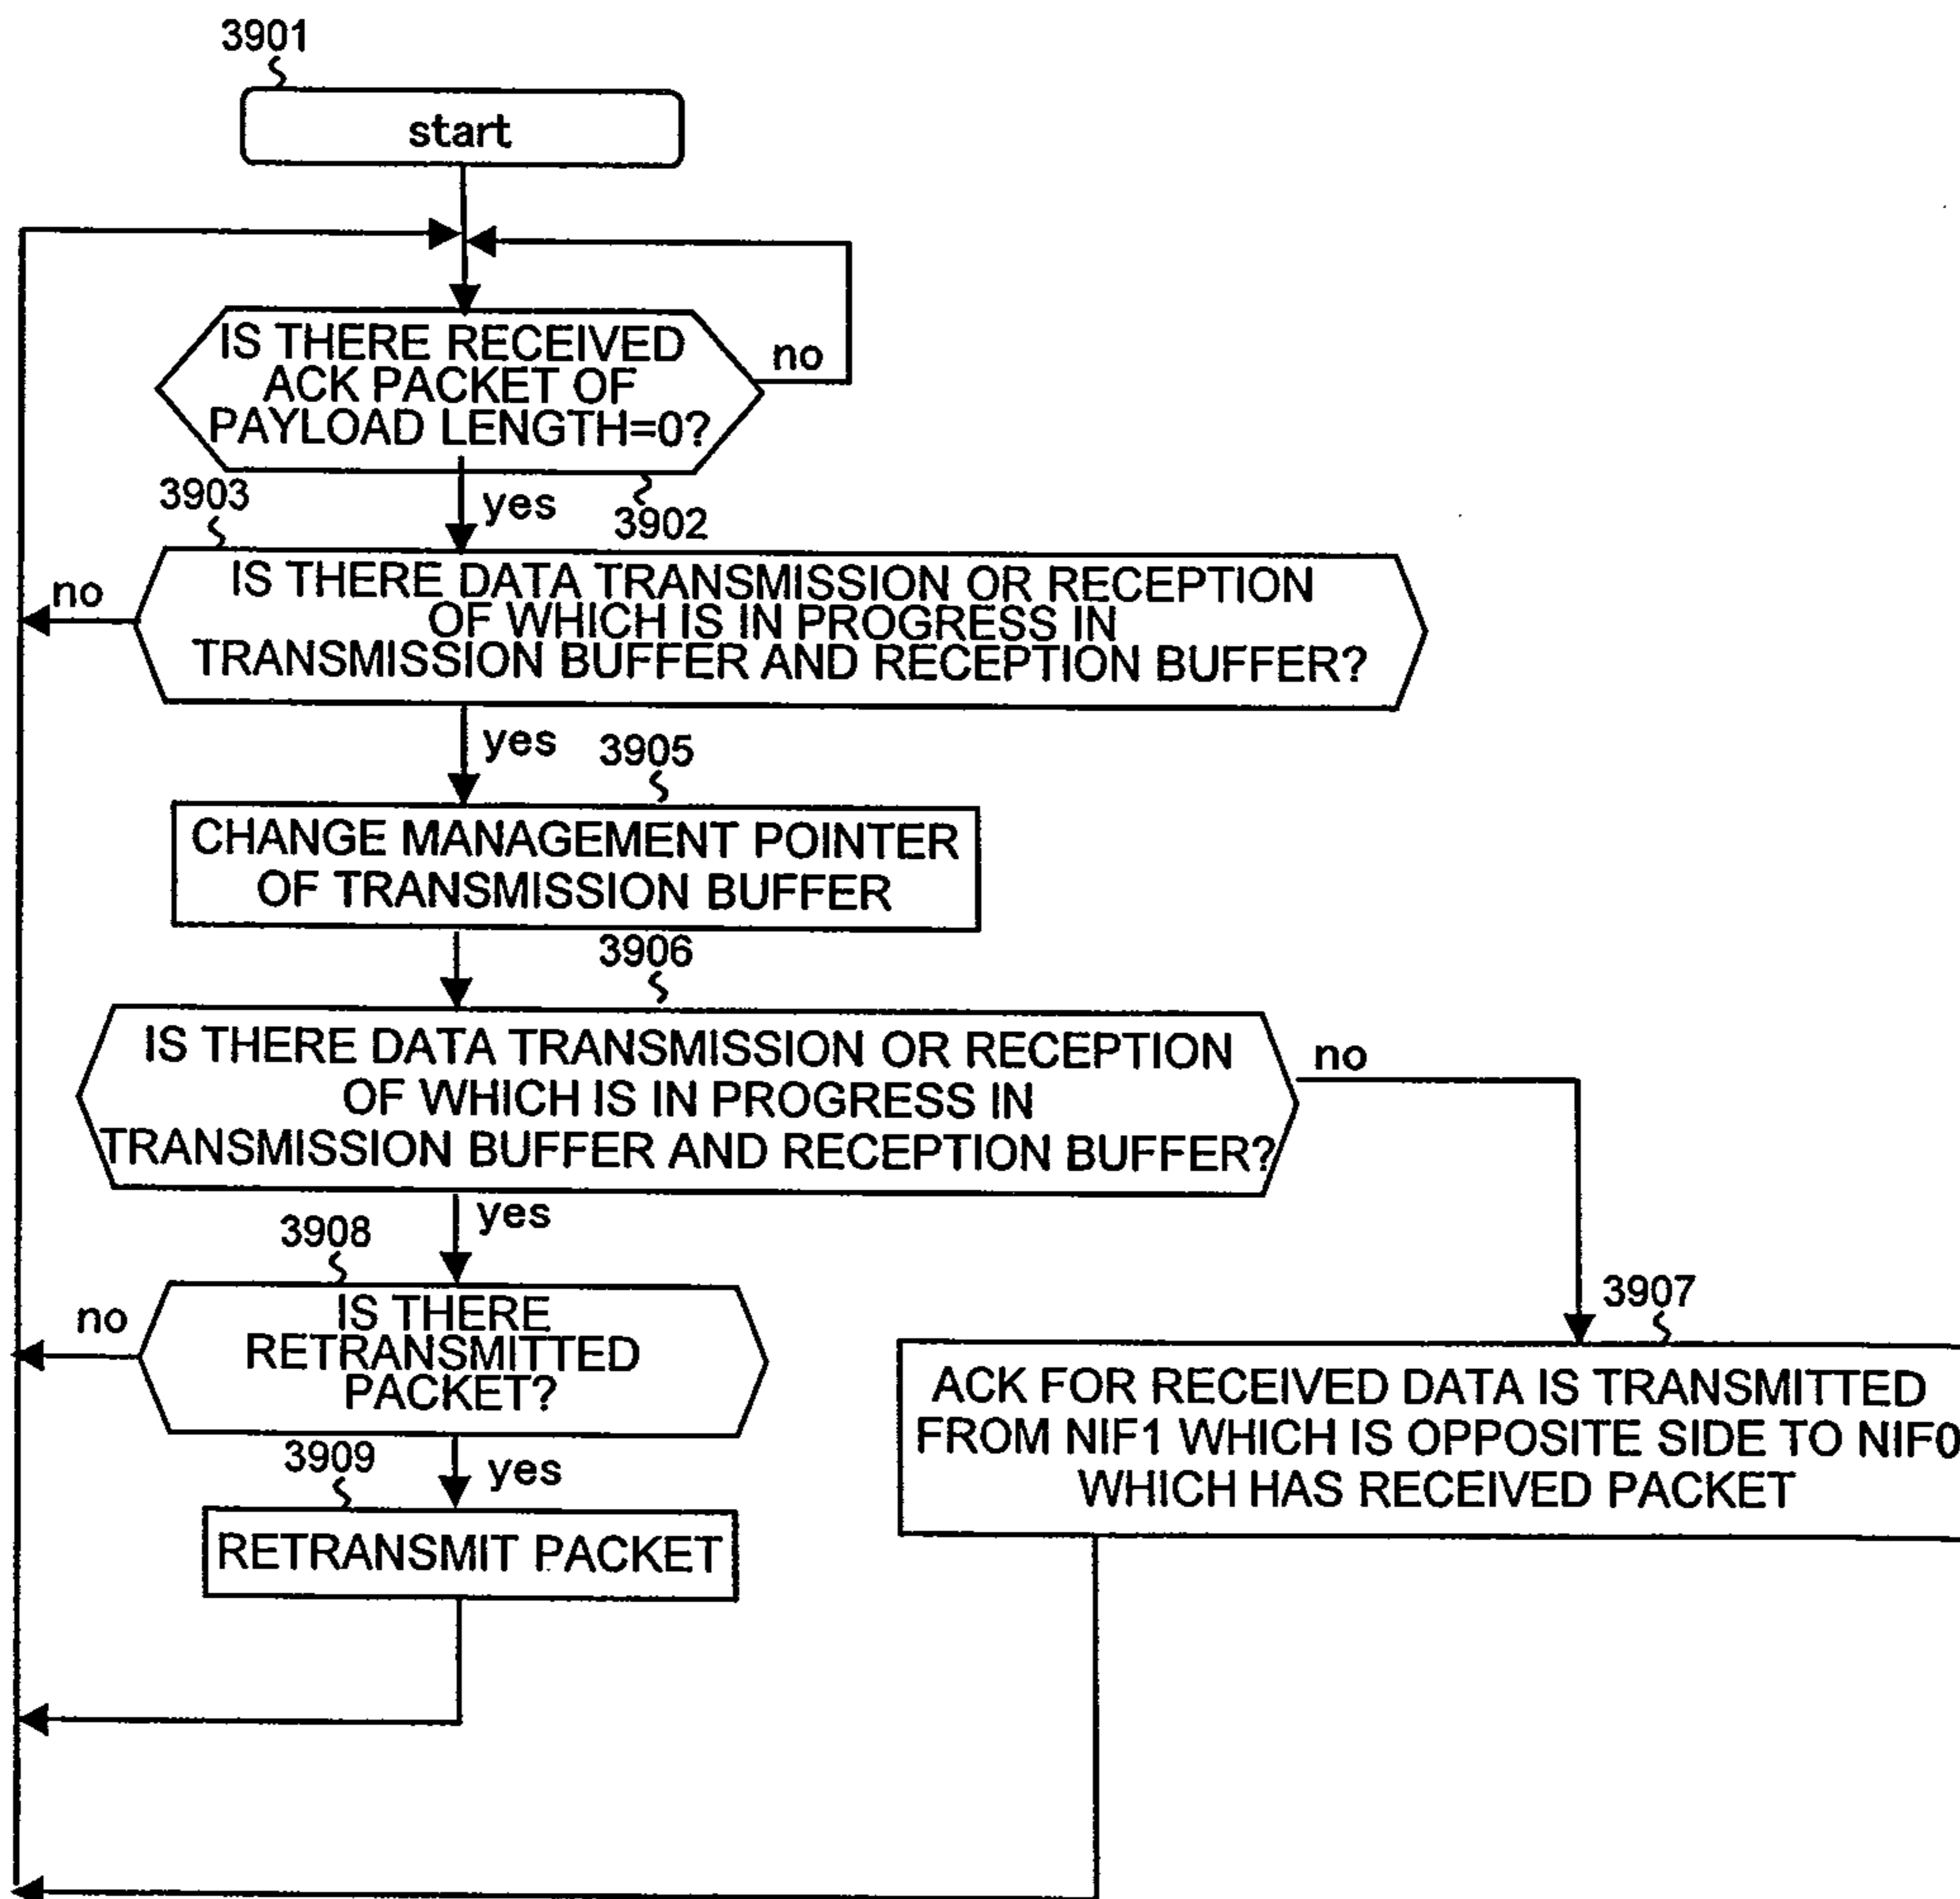 3901
start
IS THERE RECEIVED
ACK PACKET OF
PAYLOAD LENGTH=0?
no
yes
3902
3903
IS THERE DATA TRANSMISSION OR RECEPTION
OF WHICH IS IN PROGRESS IN
TRANSMISSION BUFFER AND RECEPTION BUFFER?
no
yes
3905
CHANGE MANAGEMENT POINTER
OF TRANSMISSION BUFFER
3906
IS THERE DATA TRANSMISSION OR RECEPTION
OF WHICH IS IN PROGRESS IN
TRANSMISSION BUFFER AND RECEPTION BUFFER?
no
yes
3908
IS THERE
RETRANSMITTED
PACKET?
no
yes
3907
ACK FOR RECEIVED DATA IS TRANSMITTED
FROM NIF1 WHICH IS OPPOSITE SIDE TO NIF0
WHICH HAS RECEIVED PACKET
3909
RETRANSMIT PACKET